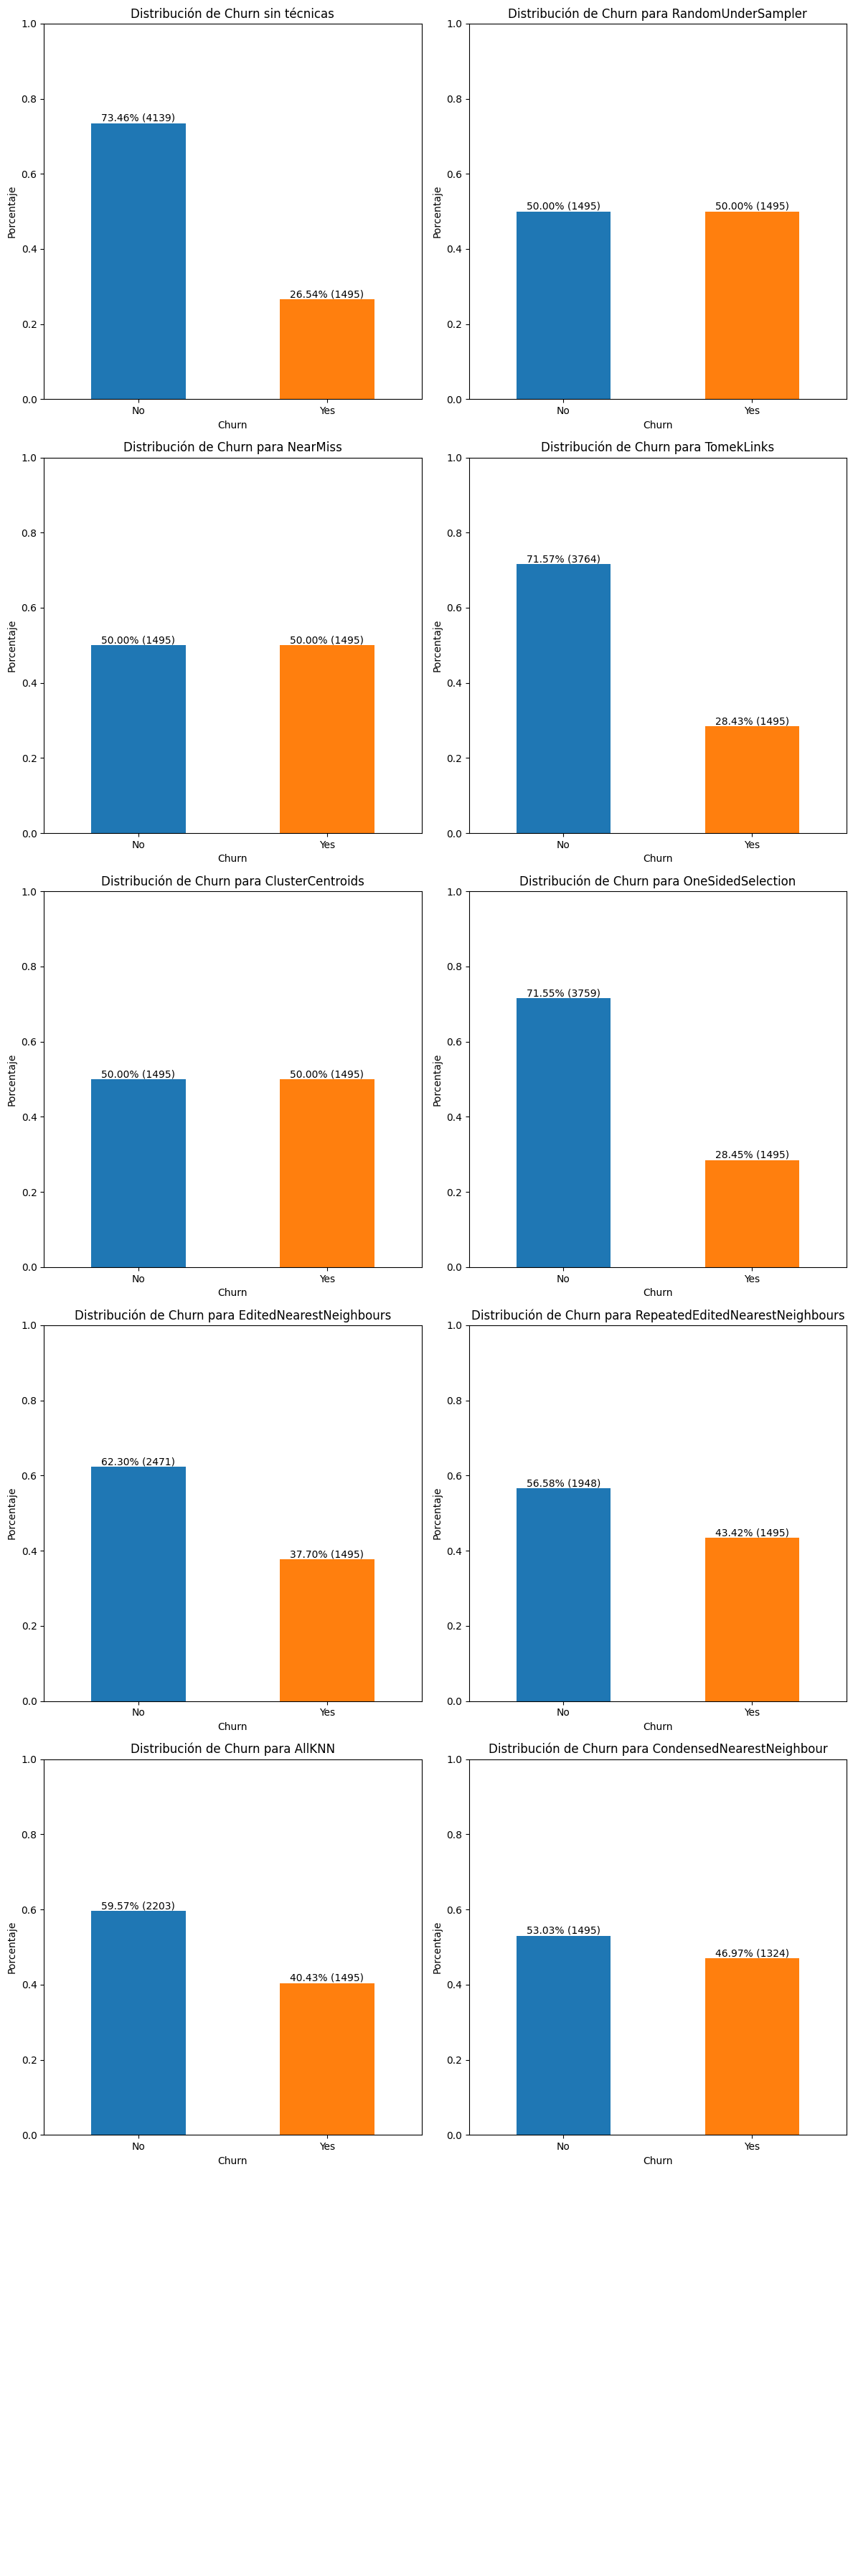 Distribución de Churn sin técnicas
1.0
0.8
0.6
0.4
0.2
0.0
Porcentaje
73.46% (4139)
26.54% (1495)
No
Yes
Churn
Distribución de Churn para RandomUnderSampler
1.0
0.8
0.6
0.4
0.2
0.0
Porcentaje
50.00% (1495)
50.00% (1495)
No
Yes
Churn
Distribución de Churn para NearMiss
1.0
0.8
0.6
0.4
0.2
0.0
Porcentaje
50.00% (1495)
50.00% (1495)
No
Yes
Churn
Distribución de Churn para TomekLinks
1.0
0.8
0.6
0.4
0.2
0.0
Porcentaje
71.57% (3764)
28.43% (1495)
No
Yes
Churn
Distribución de Churn para ClusterCentroids
1.0
0.8
0.6
0.4
0.2
0.0
Porcentaje
50.00% (1495)
50.00% (1495)
No
Yes
Churn
Distribución de Churn para OneSidedSelection
1.0
0.8
0.6
0.4
0.2
0.0
Porcentaje
71.55% (3759)
28.45% (1495)
No
Yes
Churn
Distribución de Churn para EditedNearestNeighbours
1.0
0.8
0.6
0.4
0.2
0.0
Porcentaje
62.30% (2471)
37.70% (1495)
No
Yes
Churn
Distribución de Churn para RepeatedEditedNearestNeighbours
1.0
0.8
0.6
0.4
0.2
0.0
Porcentaje
56.58% (1948)
43.42% (1495)
No
Yes
Churn
Distribución de Churn para AllKNN
1.0
0.8
0.6
0.4
0.2
0.0
Porcentaje
59.57% (2203)
40.43% (1495)
No
Yes
Churn
Distribución de Churn para CondensedNearestNeighbour
1.0
0.8
0.6
0.4
0.2
0.0
Porcentaje
53.03% (1495)
46.97% (1324)
No
Yes
Churn